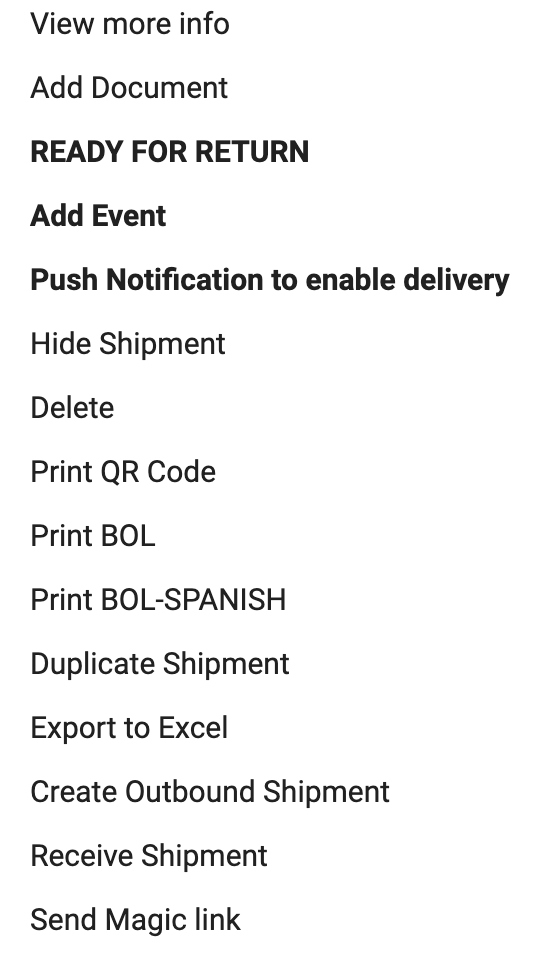 View more info
Add Document
READY FOR RETURN
Add Event
Push Notification to enable delivery
Hide Shipment
Delete
Print QR Code
Print BOL
Print BOL-SPANISH
Duplicate Shipment
Export to Excel
Create Outbound Shipment
Receive Shipment
Send Magic link